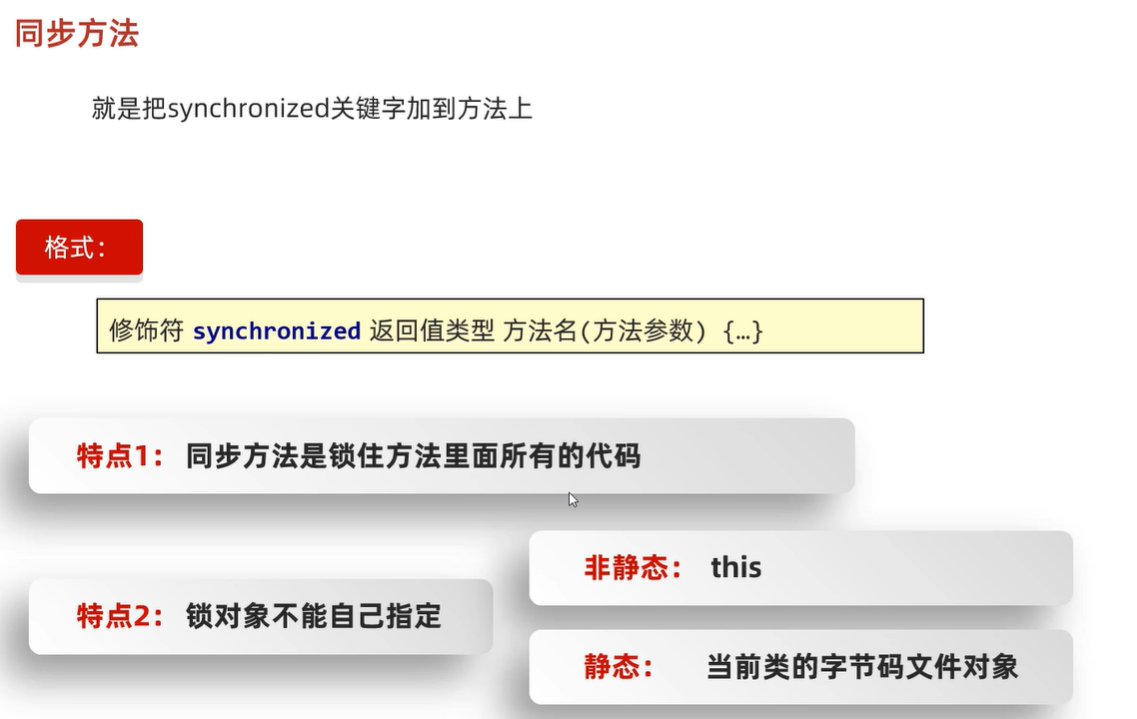 同步方法
就是把synchronized关键字加到方法上
格式：
修饰符 synchronized 返回值类型 方法名(方法参数) {…}
特点1： 同步方法是锁住方法里面所有的代码
特点2： 锁对象不能自己指定
非静态： this
静态： 当前类的字节码文件对象